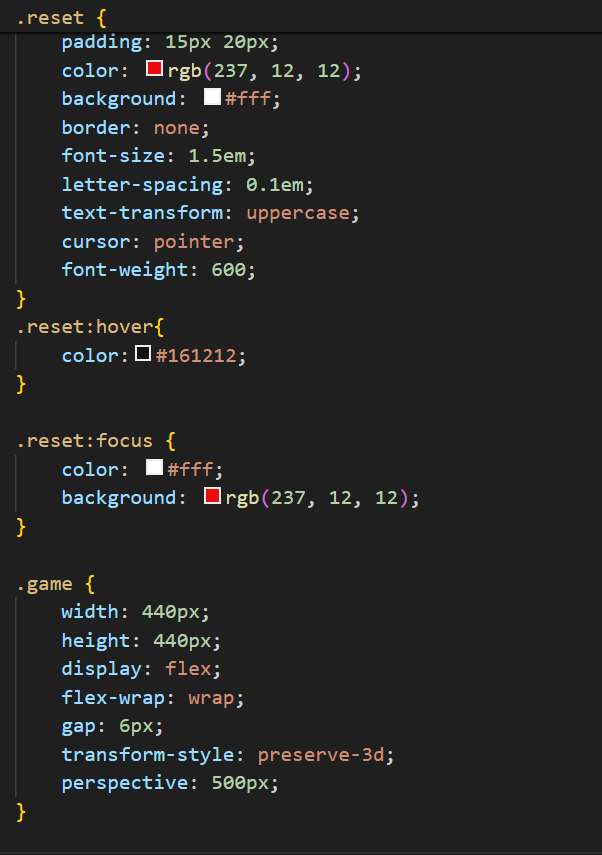 .reset {
padding: 15px 20px;
color: rgb(237, 12, 12);
background: #fff;
border: none;
font-size: 1.5em;
letter-spacing: 0.1em;
text-transform: uppercase;
cursor: pointer;
font-weight: 600;
}
.reset:hover{
color: #161212;
}
.reset:focus {
color: #fff;
background: rgb(237, 12, 12);
}
.game {
width: 440px;
height: 440px;
display: flex;
flex-wrap: wrap;
gap: 6px;
transform-style: preserve-3d;
perspective: 500px;
}